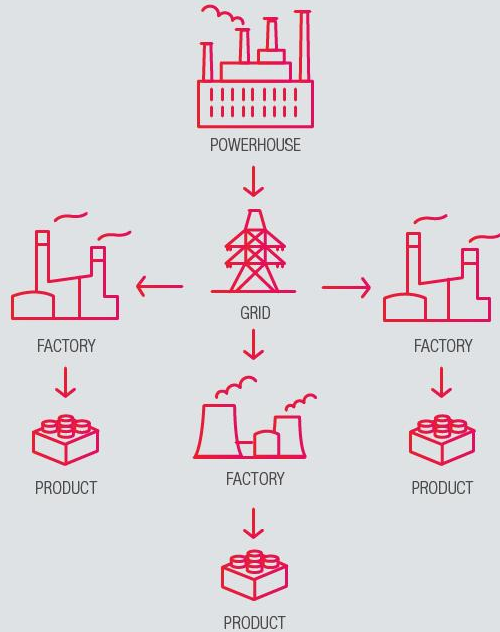 POWERHOUSE
GRID
FACTORY
FACTORY
FACTORY
PRODUCT
PRODUCT
PRODUCT